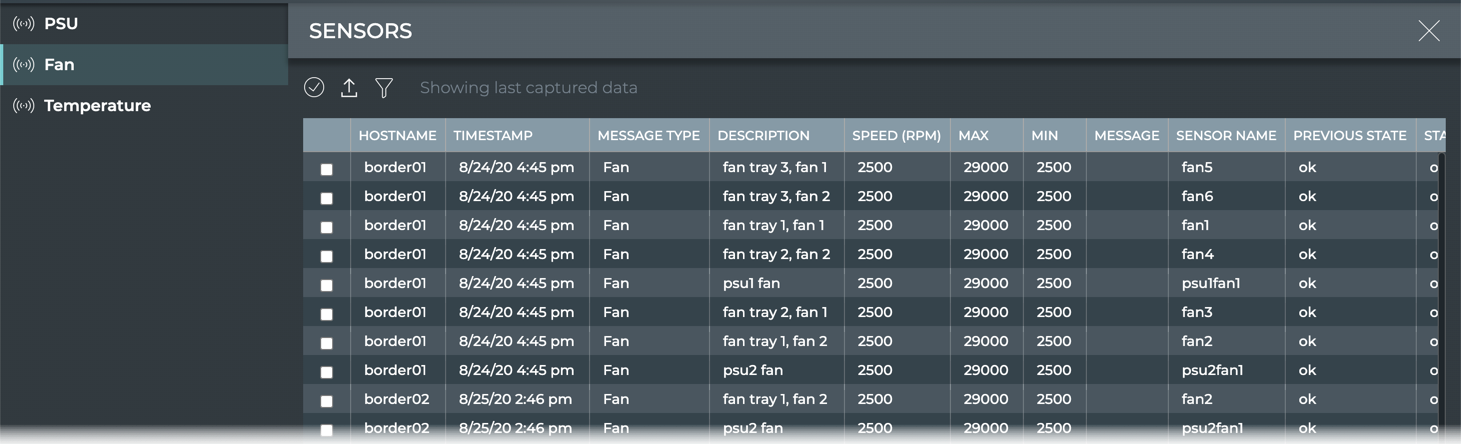 PSU
Fan
Temperature
SENSORS
Showing last captured data
HOSTNAME TIMESTAMP MESSAGE TYPE DESCRIPTION SPEED (RPM) MAX MIN MESSAGE SENSOR NAME PREVIOUS STATE
border01 8/24/20 4:45 pm Fan fan tray 3, fan 1 2500 29000 2500 fan5 ok
border01 8/24/20 4:45 pm Fan fan tray 3, fan 2 2500 29000 2500 fan6 ok
border01 8/24/20 4:45 pm Fan fan tray 1, fan 1 2500 29000 2500 fan1 ok
border01 8/24/20 4:45 pm Fan fan tray 2, fan 2 2500 29000 2500 fan4 ok
border01 8/24/20 4:45 pm Fan psu1 fan 2500 29000 2500 psu1fan1 ok
border01 8/24/20 4:45 pm Fan fan tray 2, fan 1 2500 29000 2500 fan3 ok
border01 8/24/20 4:45 pm Fan fan tray 1, fan 2 2500 29000 2500 fan2 ok
border01 8/24/20 4:45 pm Fan psu2 fan 2500 29000 2500 psu2fan1 ok
border02 8/25/20 2:46 pm Fan fan tray 1, fan 2 2500 29000 2500 fan2 ok
border02 8/25/20 2:46 pm Fan psu2 fan 2500 29000 2500 psu2fan1 ok